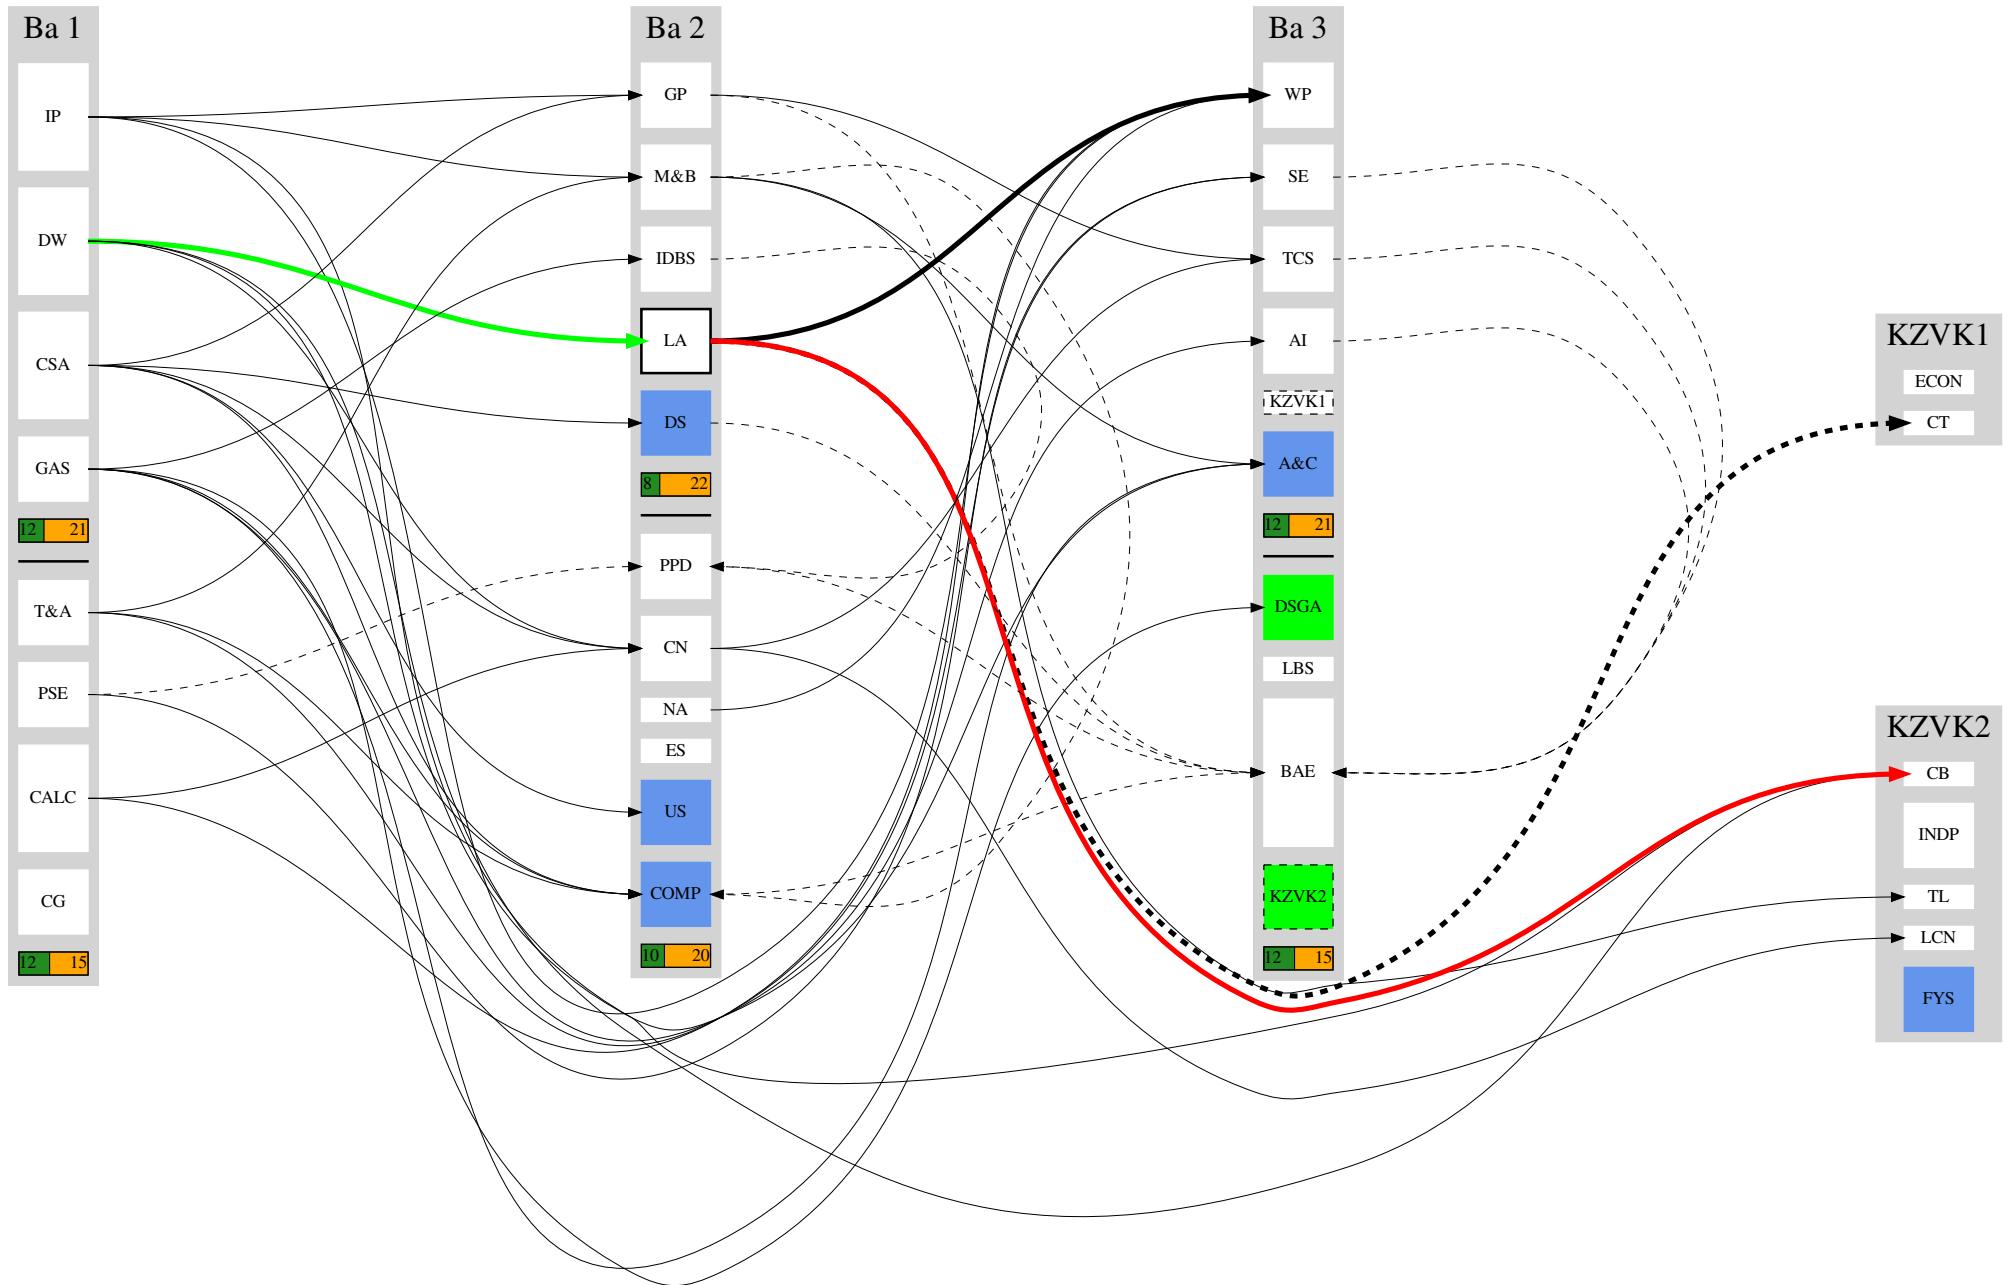 Ba 1
IP
DW
CSA
GAS
12 21
T&A
PSE
CALC
CG
12 15
Ba 2
GP
M&B
IDBS
LA
DS
8 22
PPD
CN
NA
ES
US
COMP
10 20
Ba 3
WP
SE
TCS
AI
KZVK1
A&C
12 21
DSGA
LBS
BAE
KZVK2
12 15
KZVK1
ECON
CT
KZVK2
CB
INDP
TL
LCN
FYS